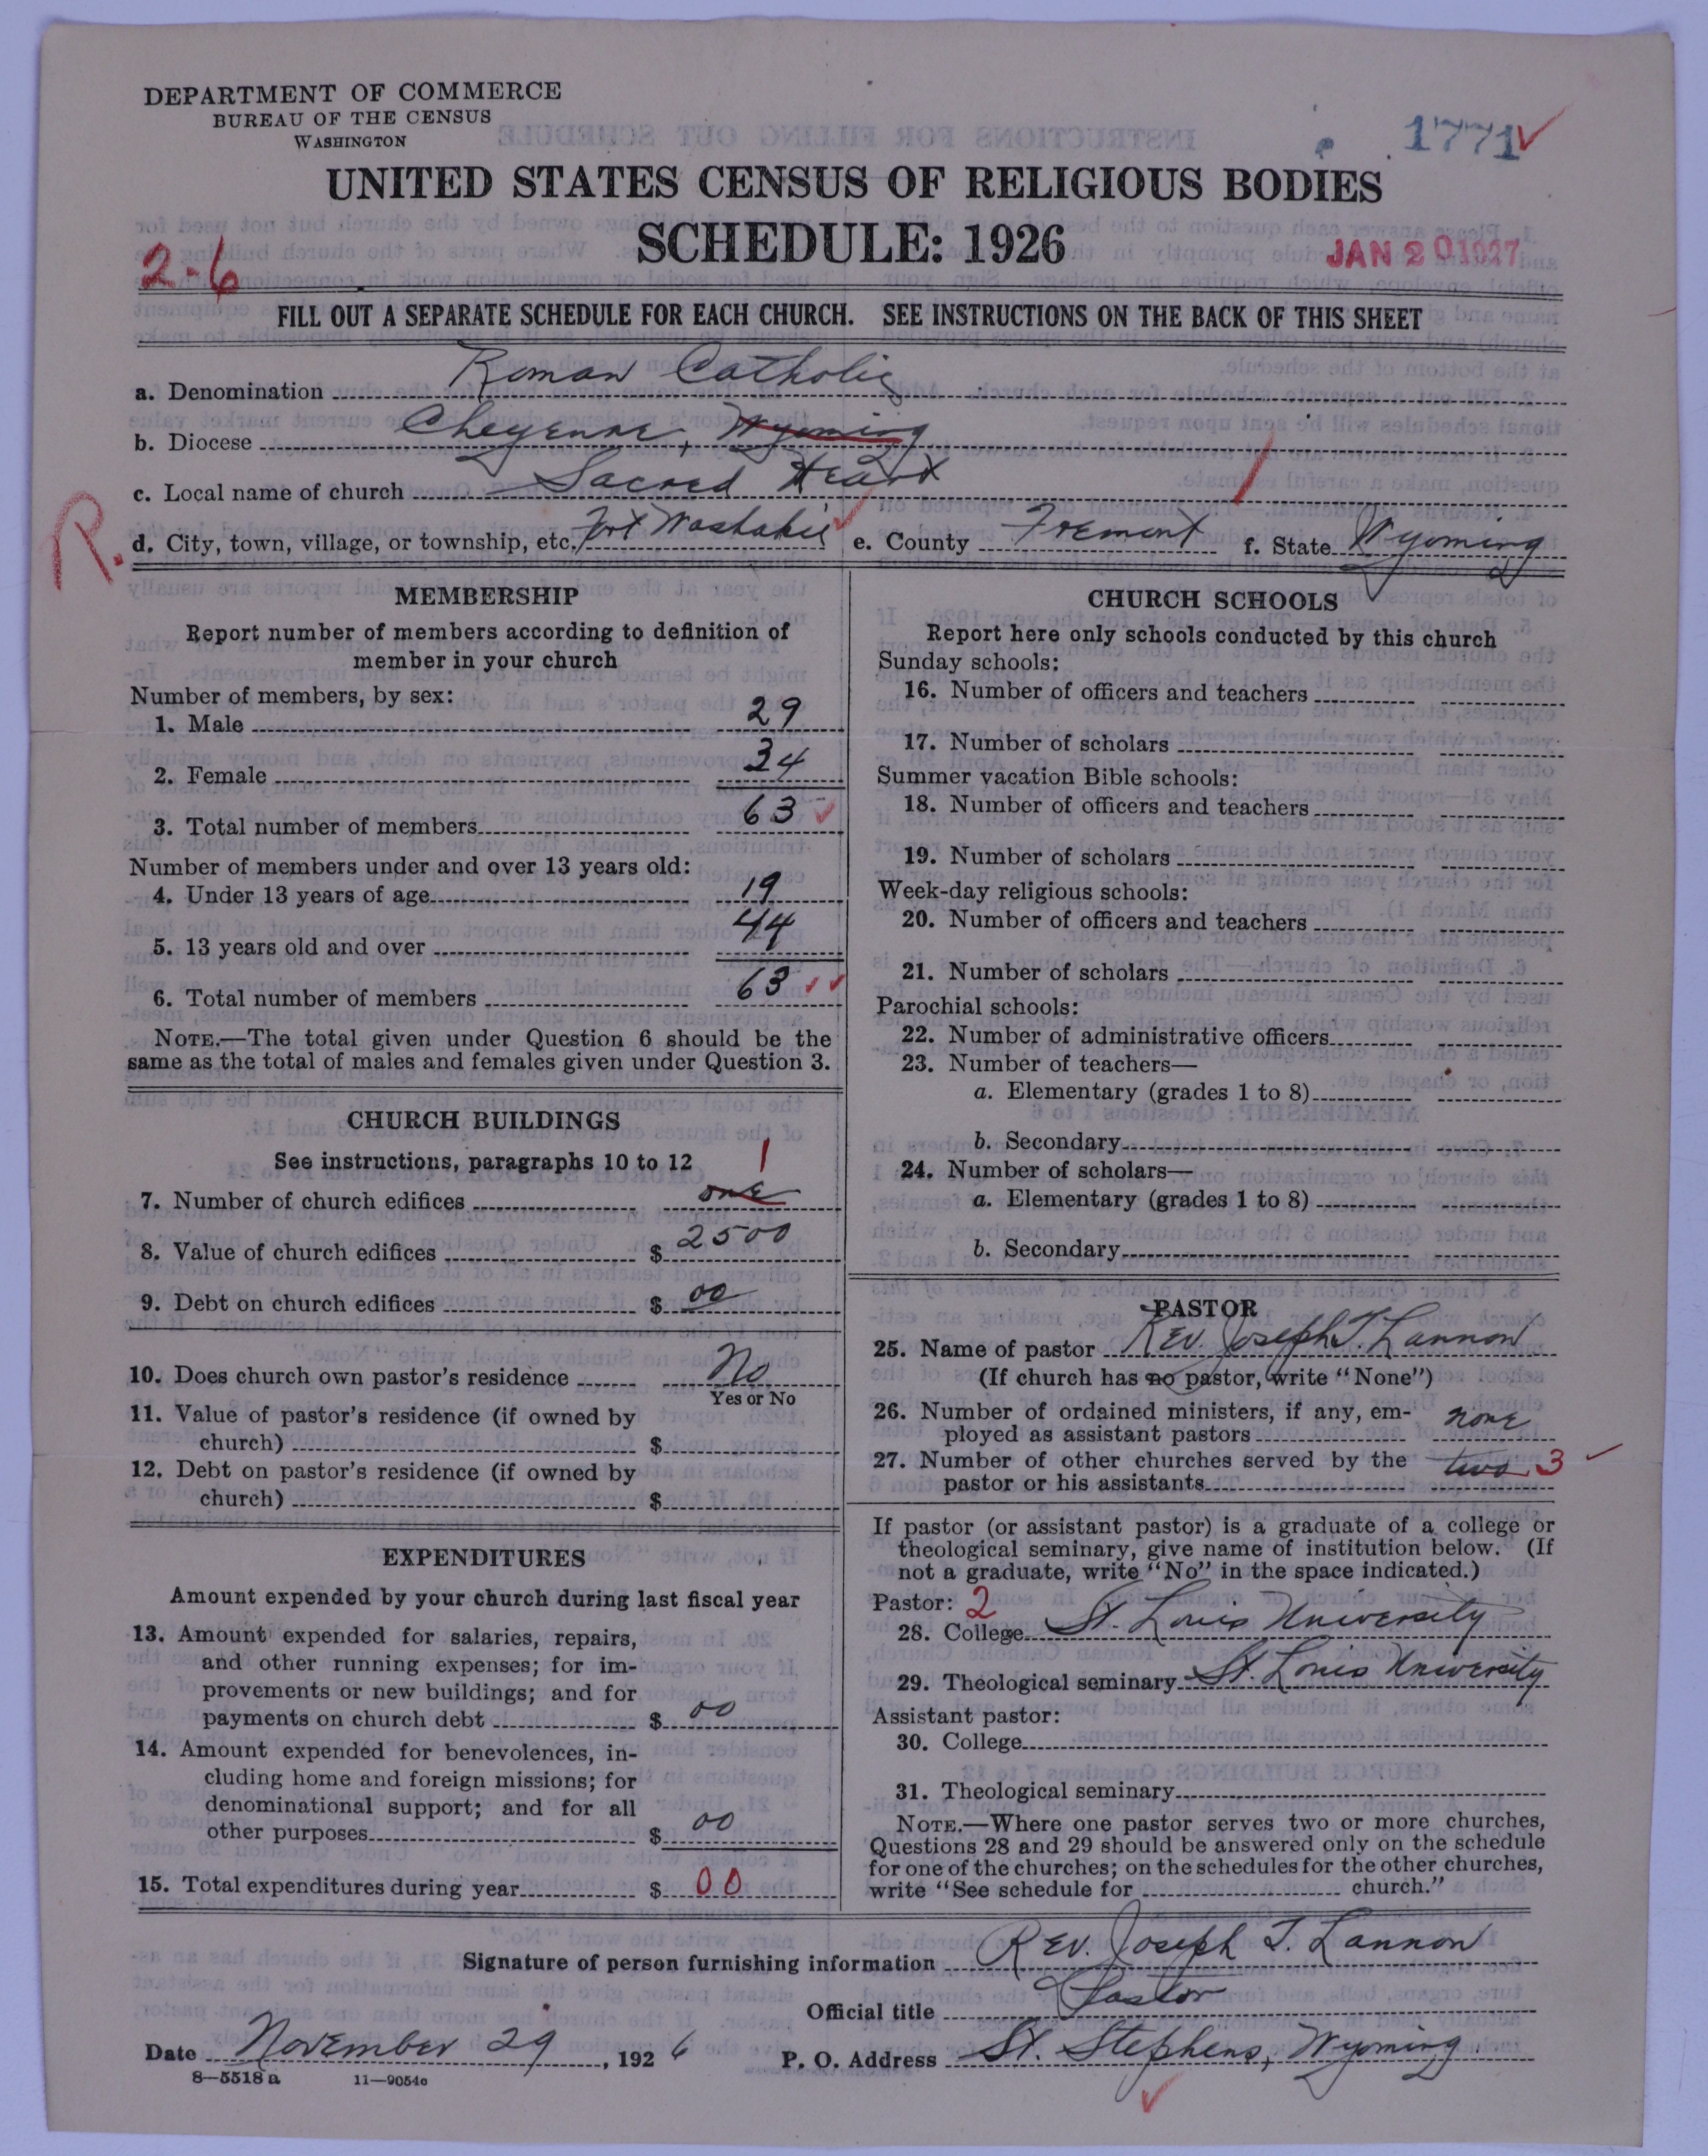 DEPARTMENT OF COMMERCE
BUREAU OF THE CENSUS
WASHINGTON
1771
UNITED STATES CENSUS OF RELIGIOUS BODIES
SCHEDULE: 1926
2-6
JAN 20 1927
FILL OUT A SEPARATE SCHEDULE FOR EACH CHURCH. SEE INSTRUCTIONS ON THE BACK OF THIS SHEET
a. Denomination Roman Catholic
b. Diocese Cheyenne, Wyoming
c. Local name of church Sacred Heart
R.
d. City, town, village, or township, etc. Fort Washakie e. County Fremont f. State Wyoming
MEMBERSHIP
Report number of members according to definition of
member in your church
Number of members, by sex:
1. Male 29
2. Female 34
3. Total number of members 63
Number of members under and over 13 years old:
4. Under 13 years of age 19
5. 13 years old and over 44
6. Total number of members 63
NOTE.—The total given under Question 6 should be the
same as the total of males and females given under Question 3.
CHURCH BUILDINGS
See instructions, paragraphs 10 to 12
1
7. Number of church edifices one
8. Value of church edifices $ 2500
9. Debt on church edifices $ 00
10. Does church own pastor's residence No
Yes or No
11. Value of pastor's residence (if owned by
church) $
12. Debt on pastor's residence (if owned by
church) $
EXPENDITURES
Amount expended by your church during last fiscal year
13. Amount expended for salaries, repairs,
and other running expenses; for im-
provements or new buildings; and for
payments on church debt $ 00
14. Amount expended for benevolences, in-
cluding home and foreign missions; for
denominational support; and for all
other purposes $ 00
15. Total expenditures during year $ 00
CHURCH SCHOOLS
Report here only schools conducted by this church
Sunday schools:
16. Number of officers and teachers
17. Number of scholars
Summer vacation Bible schools:
18. Number of officers and teachers
19. Number of scholars
Week-day religious schools:
20. Number of officers and teachers
21. Number of scholars
Parochial schools:
22. Number of administrative officers
23. Number of teachers—
a. Elementary (grades 1 to 8)
b. Secondary
24. Number of scholars—
a. Elementary (grades 1 to 8)
b. Secondary
PASTOR
25. Name of pastor Rev. Joseph T. Lannon
(If church has no pastor, write "None")
26. Number of ordained ministers, if any, em-
ployed as assistant pastors none
27. Number of other churches served by the
pastor or his assistants two 3
If pastor (or assistant pastor) is a graduate of a college or
theological seminary, give name of institution below. (If
not a graduate, write "No" in the space indicated.)
Pastor: 2
28. College St. Louis University
29. Theological seminary St. Louis University
Assistant pastor:
30. College
31. Theological seminary
NOTE.—Where one pastor serves two or more churches,
Questions 28 and 29 should be answered only on the schedule
for one of the churches; on the schedules for the other churches,
write "See schedule for church."
Signature of person furnishing information Rev. Joseph T. Lannon
Official title Pastor
Date November 29, 1926 P. O. Address St. Stephens, Wyoming
8—5518 a 11—9054c